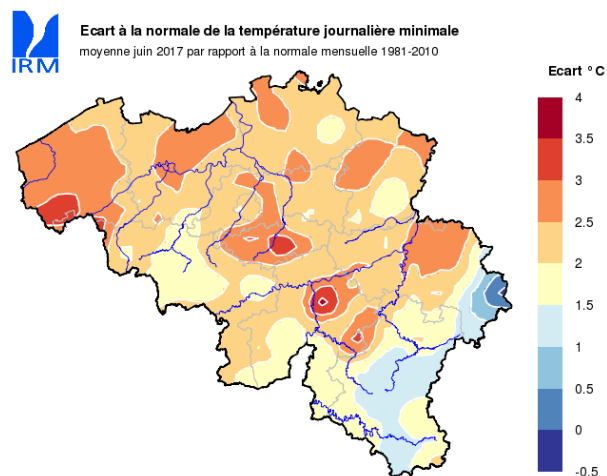 Ecart à la normale de la température journalière minimale
moyenne juin 2017 par rapport à la normale mensuelle 1981-2010
IRM
Ecart °C
4
3.5
3
2.5
2
1.5
1
0.5
0
-0.5